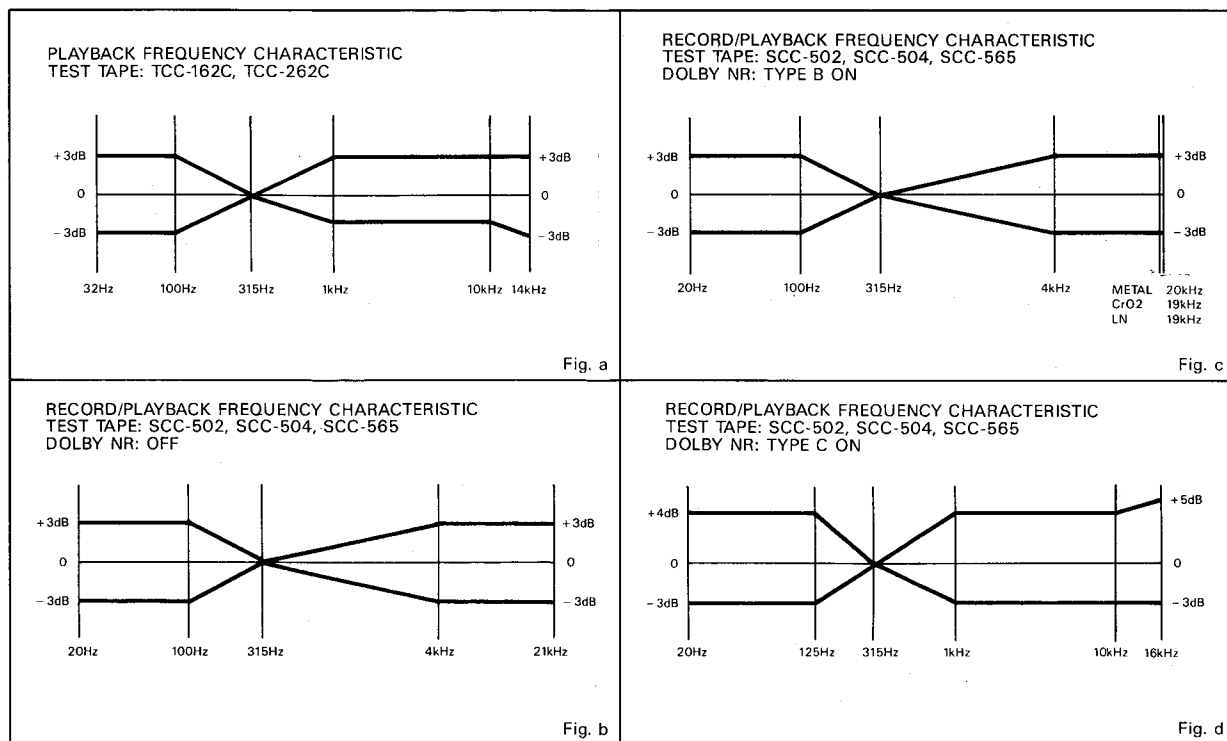 PLAYBACK FREQUENCY CHARACTERISTIC
TEST TAPE: TCC-162C, TCC-262C
+3dB
+3dB
0
0
-3dB
-3dB
32Hz 100Hz 315Hz 1kHz 10kHz 14kHz
Fig. a
RECORD/PLAYBACK FREQUENCY CHARACTERISTIC
TEST TAPE: SCC-502, SCC-504, SCC-565
DOLBY NR: TYPE B ON
+3dB
+3dB
0
0
-3dB
-3dB
20Hz 100Hz 315Hz 4kHz
METAL 20kHz
CrO2 19kHz
LN 19kHz
Fig. c
RECORD/PLAYBACK FREQUENCY CHARACTERISTIC
TEST TAPE: SCC-502, SCC-504, SCC-565
DOLBY NR: OFF
+3dB
+3dB
0
0
-3dB
-3dB
20Hz 100Hz 315Hz 4kHz 21kHz
Fig. b
RECORD/PLAYBACK FREQUENCY CHARACTERISTIC
TEST TAPE: SCC-502, SCC-504, SCC-565
DOLBY NR: TYPE C ON
+4dB
+5dB
0
0
-3dB
-3dB
20Hz 125Hz 315Hz 1kHz 10kHz 16kHz
Fig. d